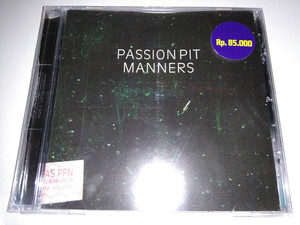 PASSION PIT
MANNERS
Rp. 85.000
AS PPN